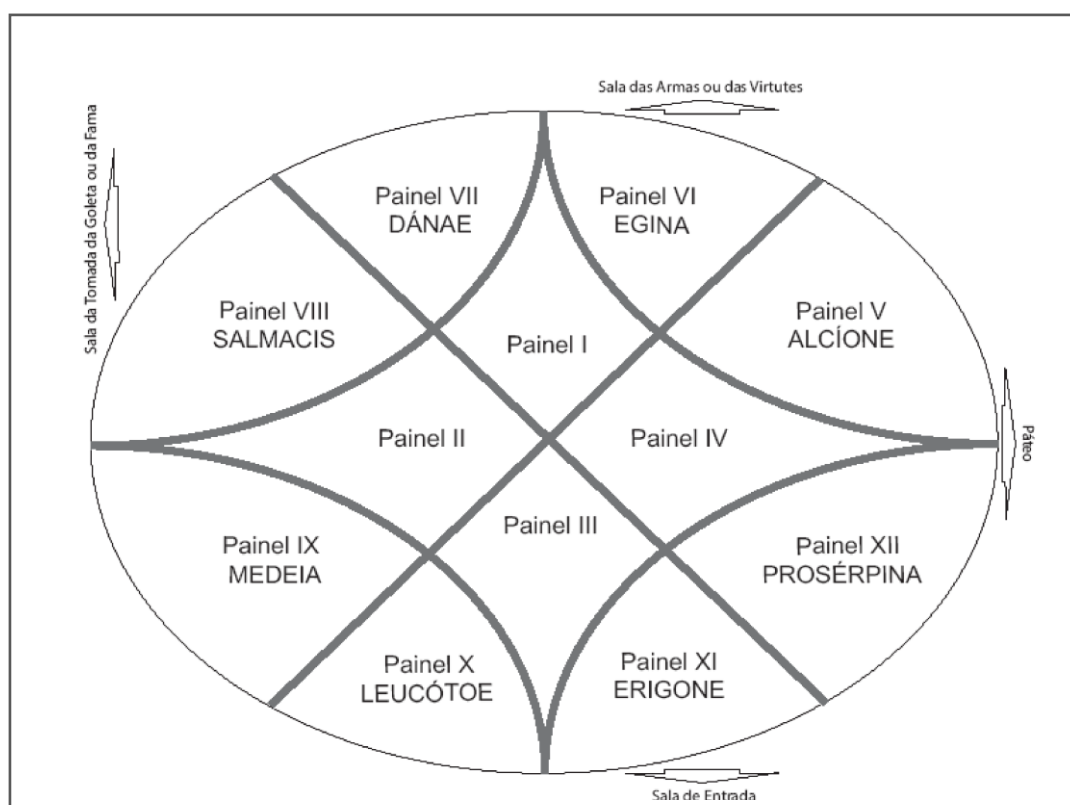 Sala das Armas ou das Virtutes
Sala da Tomada da Goleta ou da Fama
Painel VII
DÁNAE
Painel VI
EGINA
Painel VIII
SALMACIS
Painel V
ALCÍONE
Painel I
Painel II
Painel IV
Páteo
Painel III
Painel IX
MEDEIA
Painel XII
PROSÉRPINA
Painel X
LEUCÓTOE
Painel XI
ERIGONE
Sala de Entrada